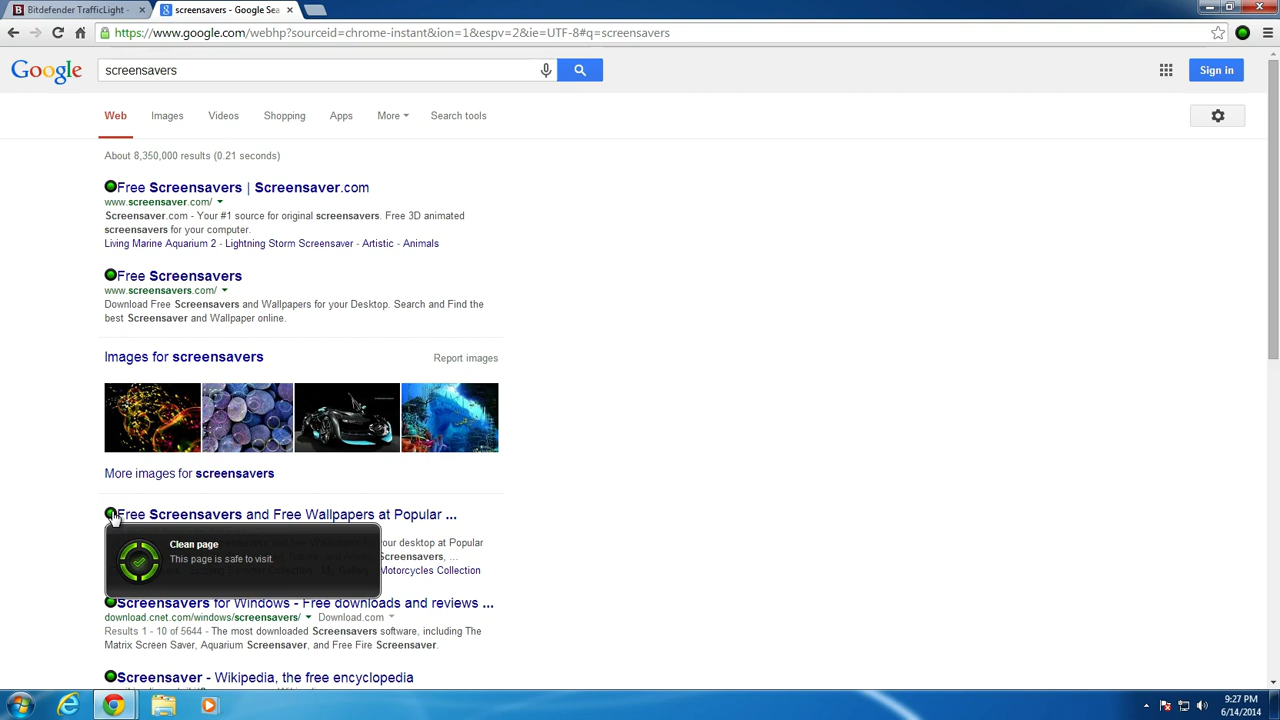 Bitdefender TrafficLight -
screensavers - Google Sea
https://www.google.com/webhp?sourceid=chrome-instant&ion=1&espv=2&ie=UTF-8#q=screensavers
Google
screensavers
Sign in
Web Images Videos Shopping Apps More Search tools
About 8,350,000 results (0.21 seconds)
Free Screensavers | Screensaver.com
www.screensaver.com/
Screensaver.com - Your #1 source for original screensavers. Free 3D animated
screensavers for your computer.
Living Marine Aquarium 2 - Lightning Storm Screensaver - Artistic - Animals
Free Screensavers
www.screensavers.com/
Download Free Screensavers and Wallpapers for your Desktop. Search and Find the
best Screensaver and Wallpaper online.
Images for screensavers
Report images
More images for screensavers
Free Screensavers and Free Wallpapers at Popular ...
your desktop at Popular
Screensavers, ...
Motorcycles Collection
Clean page
This page is safe to visit.
Screensavers for Windows - Free downloads and reviews ...
download.cnet.com/windows/screensavers/ Download.com
Results 1 - 10 of 5644 - The most downloaded Screensavers software, including The
Matrix Screen Saver, Aquarium Screensaver, and Free Fire Screensaver.
Screensaver - Wikipedia, the free encyclopedia
9:27 PM
6/14/2014